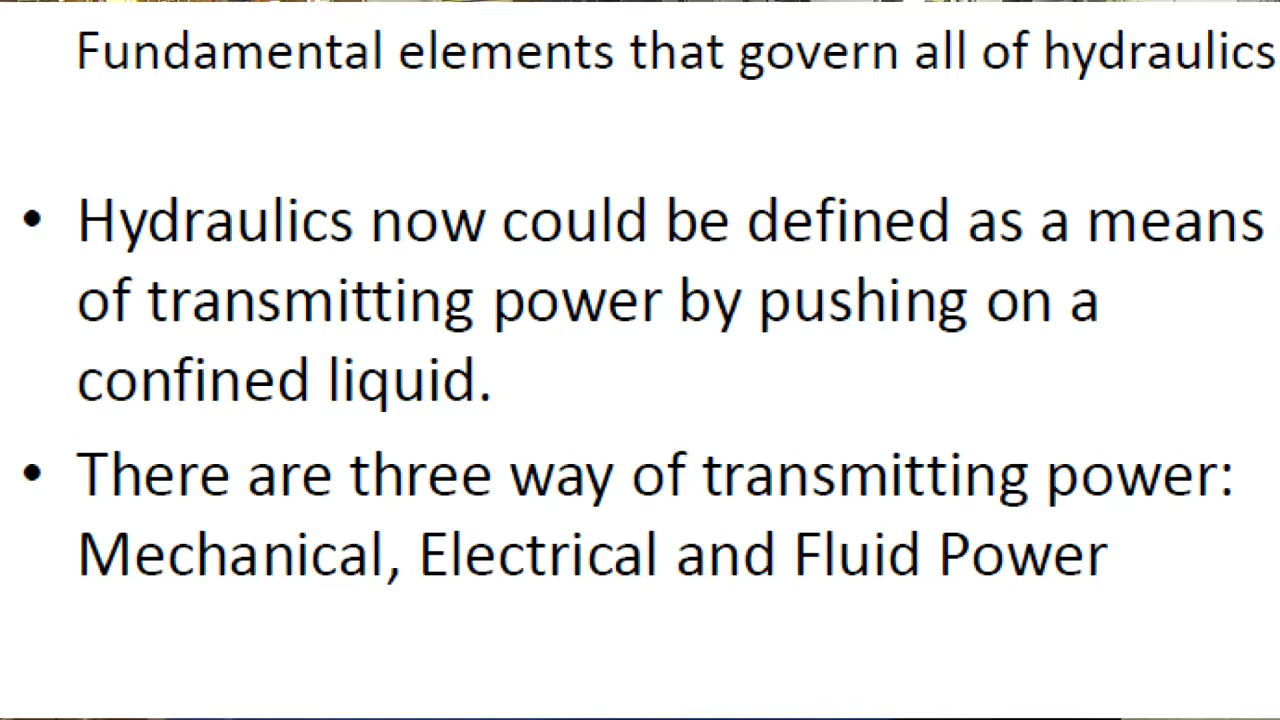 Fundamental elements that govern all of hydraulics
• Hydraulics now could be defined as a means
of transmitting power by pushing on a
confined liquid.
• There are three way of transmitting power:
Mechanical, Electrical and Fluid Power